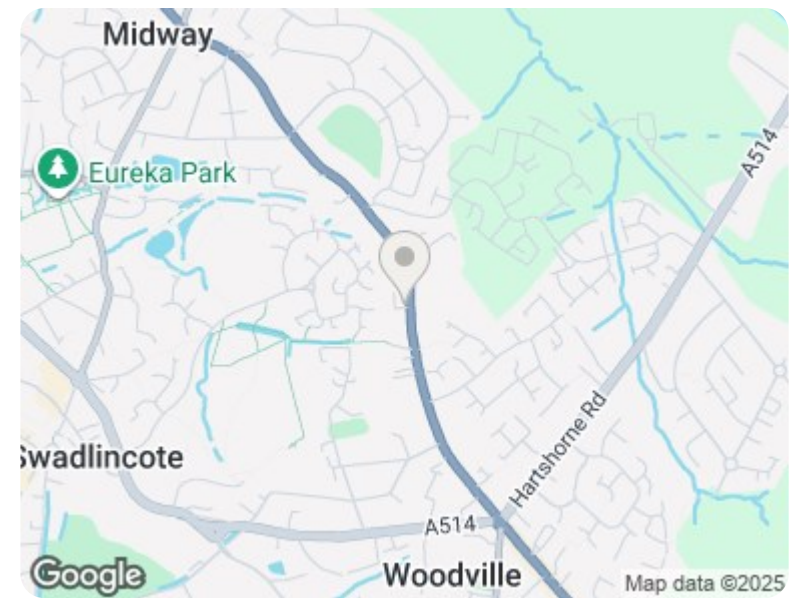 Midway
A514
Eureka Park
Hartshorne Rd
Swadlincote
A514
Woodville
Google
Map data ©2025